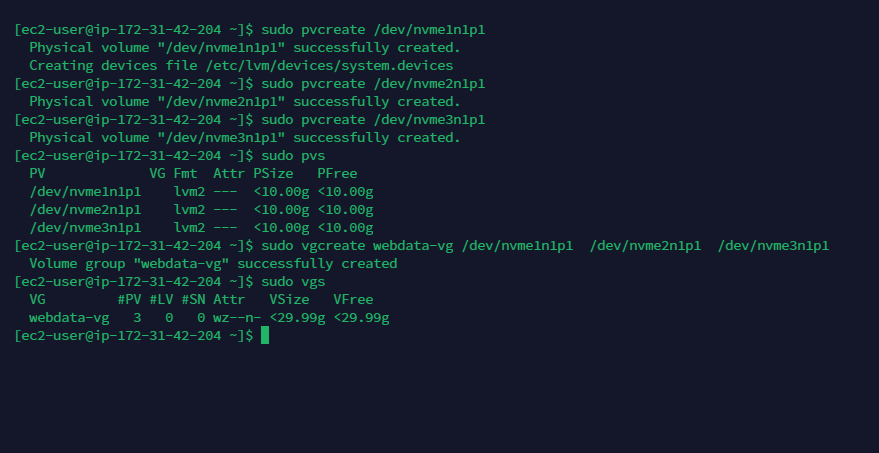 [ec2-user@ip-172-31-42-204 ~]$ sudo pvcreate /dev/nvme1n1p1
  Physical volume "/dev/nvme1n1p1" successfully created.
  Creating devices file /etc/lvm/devices/system.devices
[ec2-user@ip-172-31-42-204 ~]$ sudo pvcreate /dev/nvme2n1p1
  Physical volume "/dev/nvme2n1p1" successfully created.
[ec2-user@ip-172-31-42-204 ~]$ sudo pvcreate /dev/nvme3n1p1
  Physical volume "/dev/nvme3n1p1" successfully created.
[ec2-user@ip-172-31-42-204 ~]$ sudo pvs
  PV             VG Fmt  Attr PSize   PFree
  /dev/nvme1n1p1    lvm2 ---  <10.00g <10.00g
  /dev/nvme2n1p1    lvm2 ---  <10.00g <10.00g
  /dev/nvme3n1p1    lvm2 ---  <10.00g <10.00g
[ec2-user@ip-172-31-42-204 ~]$ sudo vgcreate webdata-vg /dev/nvme1n1p1  /dev/nvme2n1p1  /dev/nvme3n1p1
  Volume group "webdata-vg" successfully created
[ec2-user@ip-172-31-42-204 ~]$ sudo vgs
  VG         #PV #LV #SN Attr   VSize   VFree
  webdata-vg   3   0   0 wz--n- <29.99g <29.99g
[ec2-user@ip-172-31-42-204 ~]$